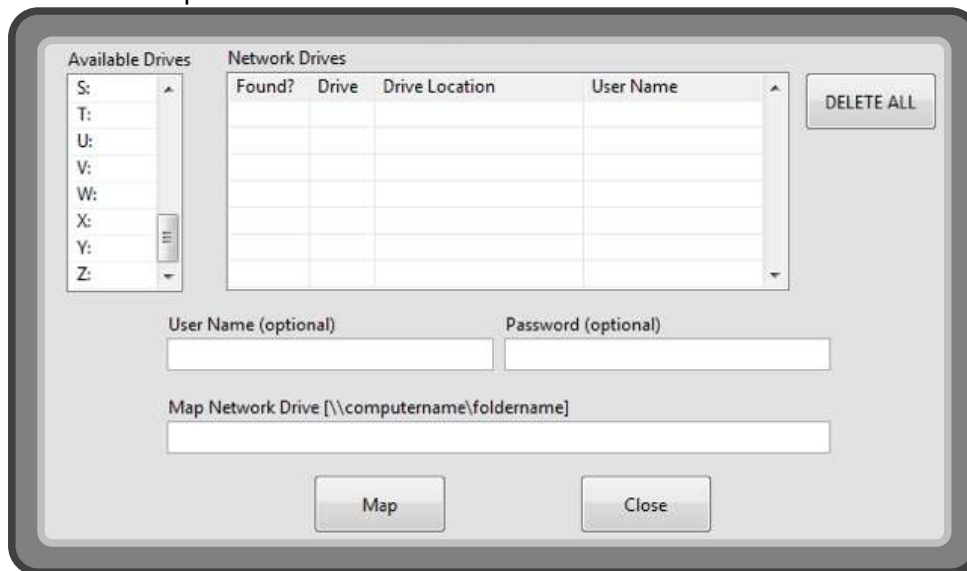 Available Drives
Network Drives
S:
T:
U:
V:
W:
X:
Y:
Z:
Found? Drive Drive Location User Name
DELETE ALL
User Name (optional)
Password (optional)
Map Network Drive [\\computername\foldername]
Map
Close